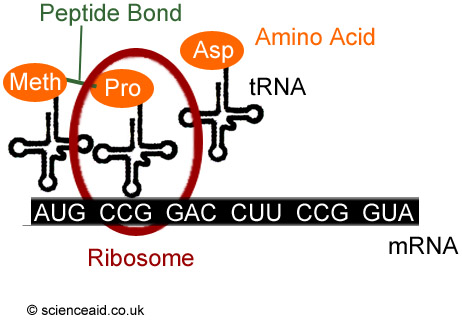 Peptide Bond
Asp
Amino Acid
Meth
Pro
tRNA
AUG CCG GAC CUU CCG GUA
mRNA
Ribosome
© scienceaid.co.uk